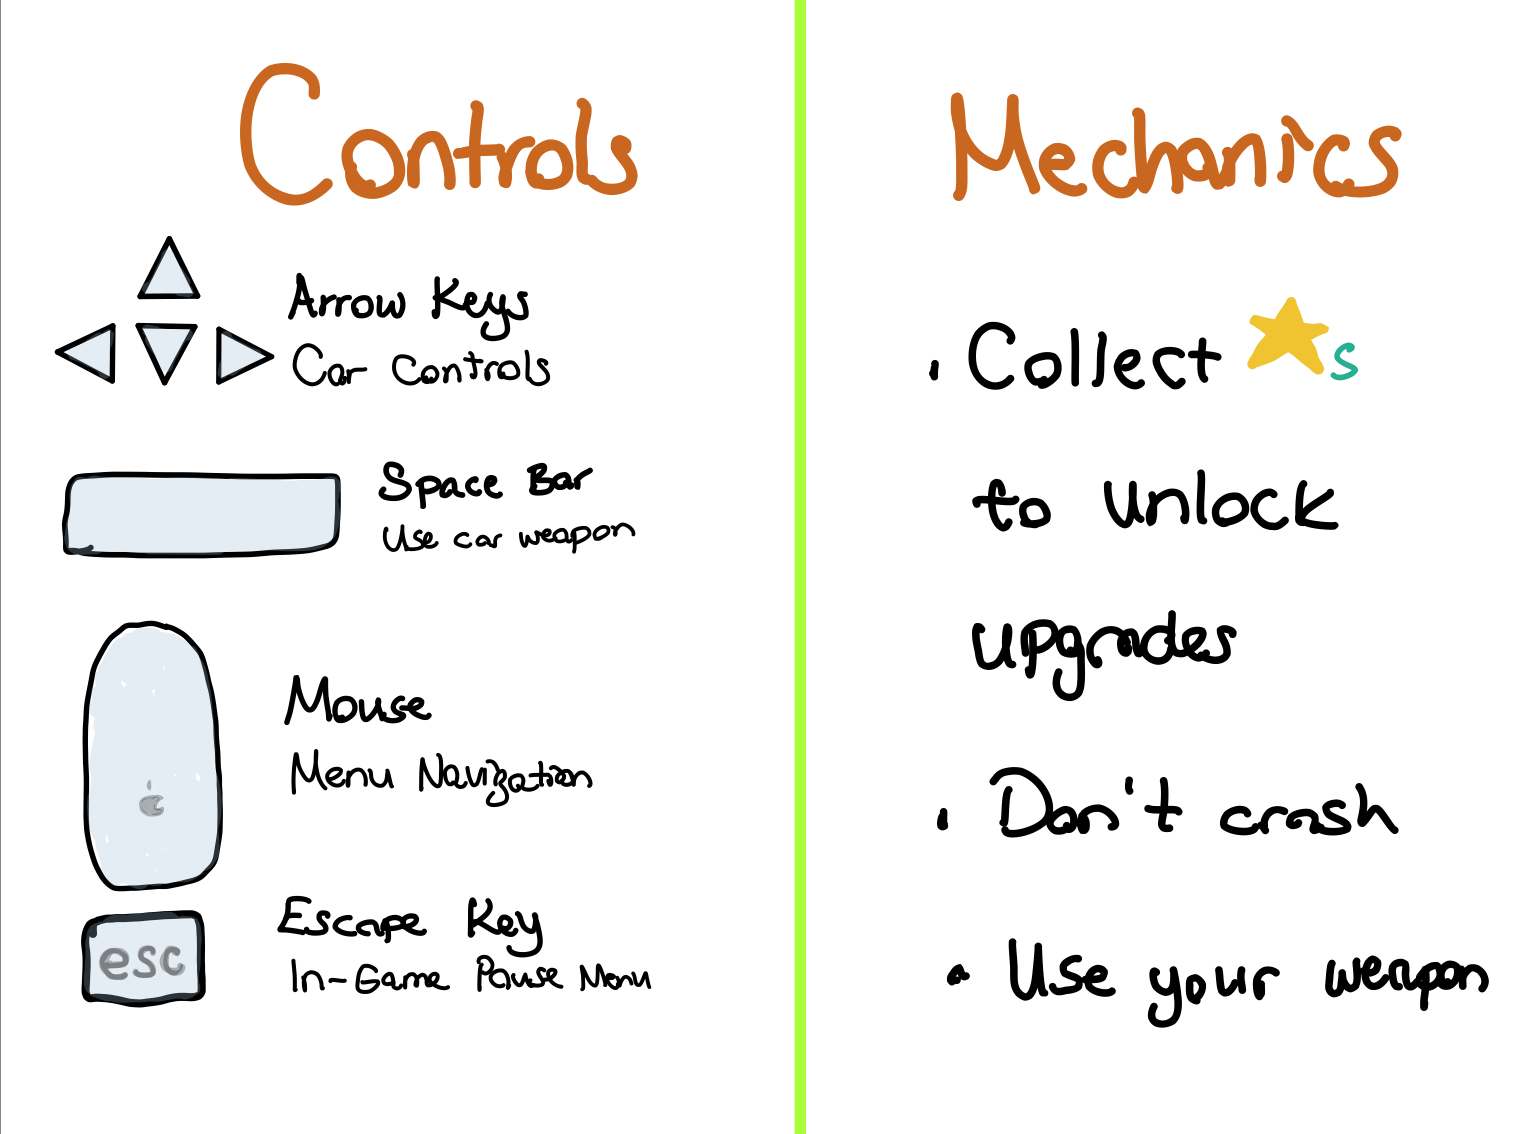 Controls
Arrow Keys
Car Controls
Space Bar
Use car weapon
Mouse
Menu Navigation
esc
Escape Key
In-Game Pause Menu
Mechanics
• Collect ★s
to unlock
upgrades
• Don't crash
• Use your weapon